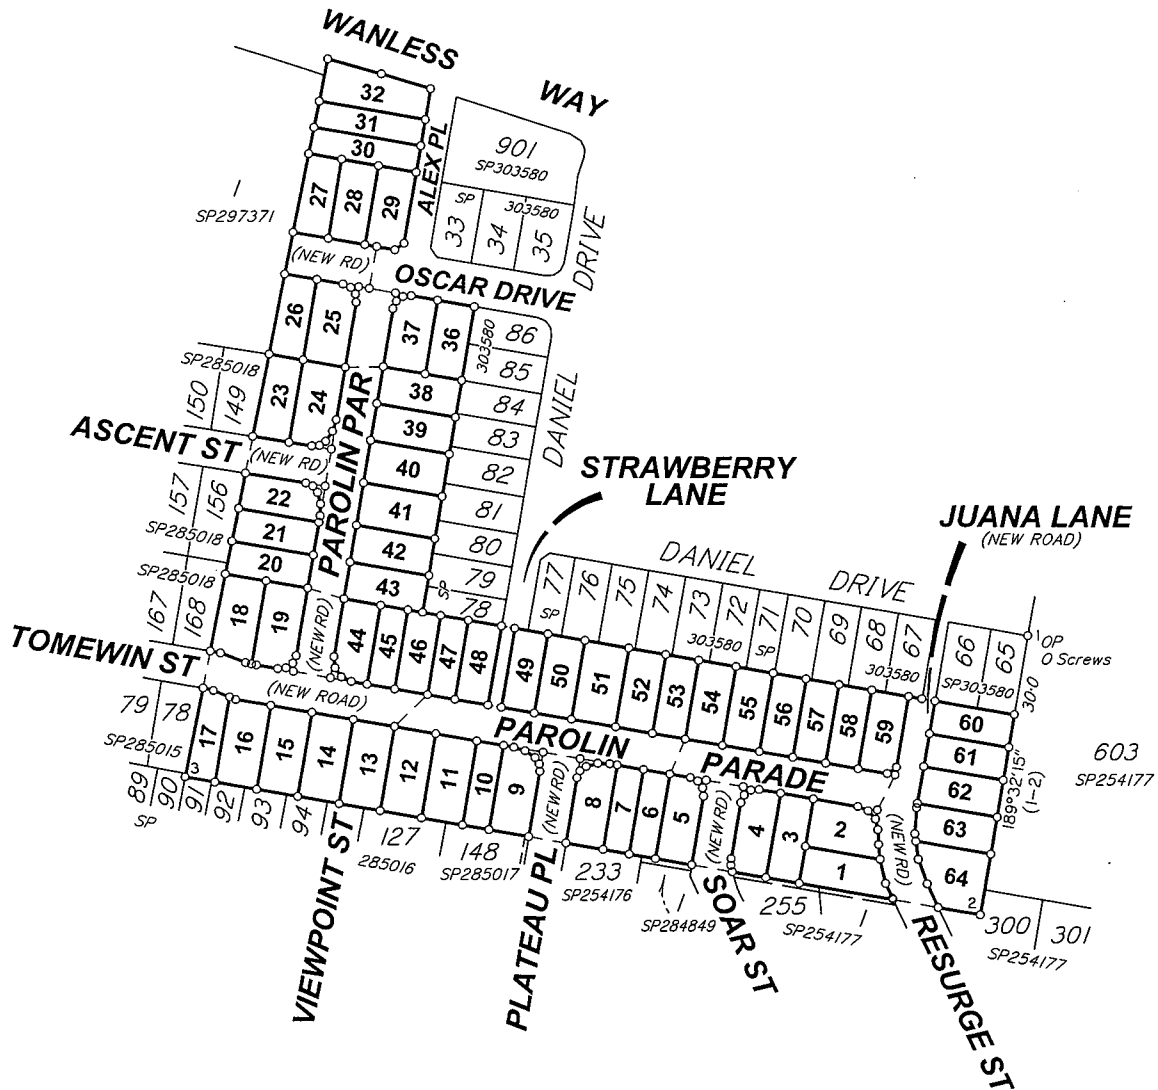 WANLESS
WAY
32
31
30
ALEX PL
901
SP303580
1
SP297371
27
28
29
SP
303580
33
34
35
DRIVE
(NEW RD)
OSCAR DRIVE
26
25
37
36
303580
86
SP285018
85
150
149
23
24
PAROLIN PAR
38
84
DANIEL
39
83
ASCENT ST
(NEW RD)
40
82
STRAWBERRY
LANE
157
156
22
41
81
JUANA LANE
(NEW ROAD)
SP285018
21
42
80
DANIEL
DRIVE
SP285018
20
43
SP
79
78
77
76
75
74
73
72
71
70
69
68
67
66
65
SP
303580
SP
303580
SP303580
OP
O Screws
167
168
18
19
(NEW RD)
44
45
46
47
48
49
50
51
52
53
54
55
56
57
58
59
60
30·0
TOMEWIN ST
(NEW ROAD)
79
78
SP285015
17
3
16
15
14
13
12
11
10
9
PAROLIN
PARADE
61
62
63
64
2
189°32'15"
(1-2)
603
SP254177
89
90
91
92
93
94
SP
(NEW RD)
8
7
6
5
(NEW RD)
4
3
2
1
(NEW RD)
127
285016
148
SP285017
233
SP254176
1
SP284849
255
1
SP254177
300
301
SP254177
VIEWPOINT ST
PLATEAU PL
SOAR ST
RESURGE ST